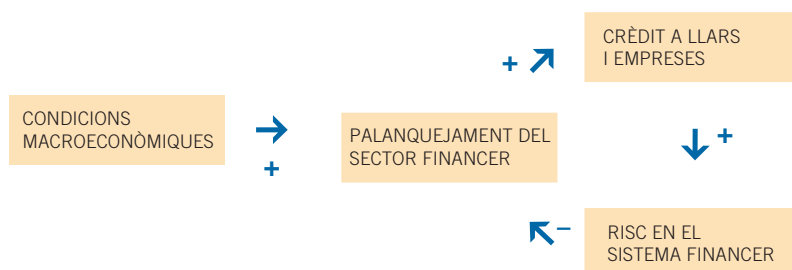 CONDICIONS
MACROECONÒMIQUES
+
PALANQUEJAMENT DEL
SECTOR FINANCER
+
CRÈDIT A LLARS
I EMPRESES
+
RISC EN EL
SISTEMA FINANCER
–